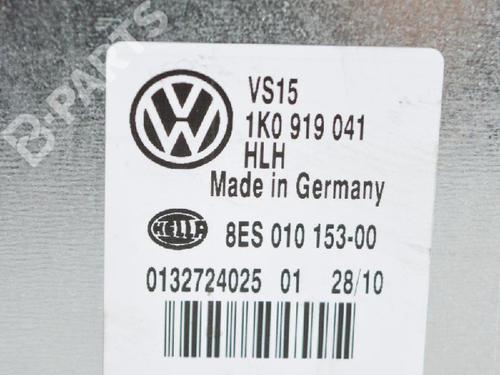 B-PARTS
VS15
1K0 919 041
HLH
Made in Germany
HELLA
8ES 010 153-00
0132724025 01 28/10